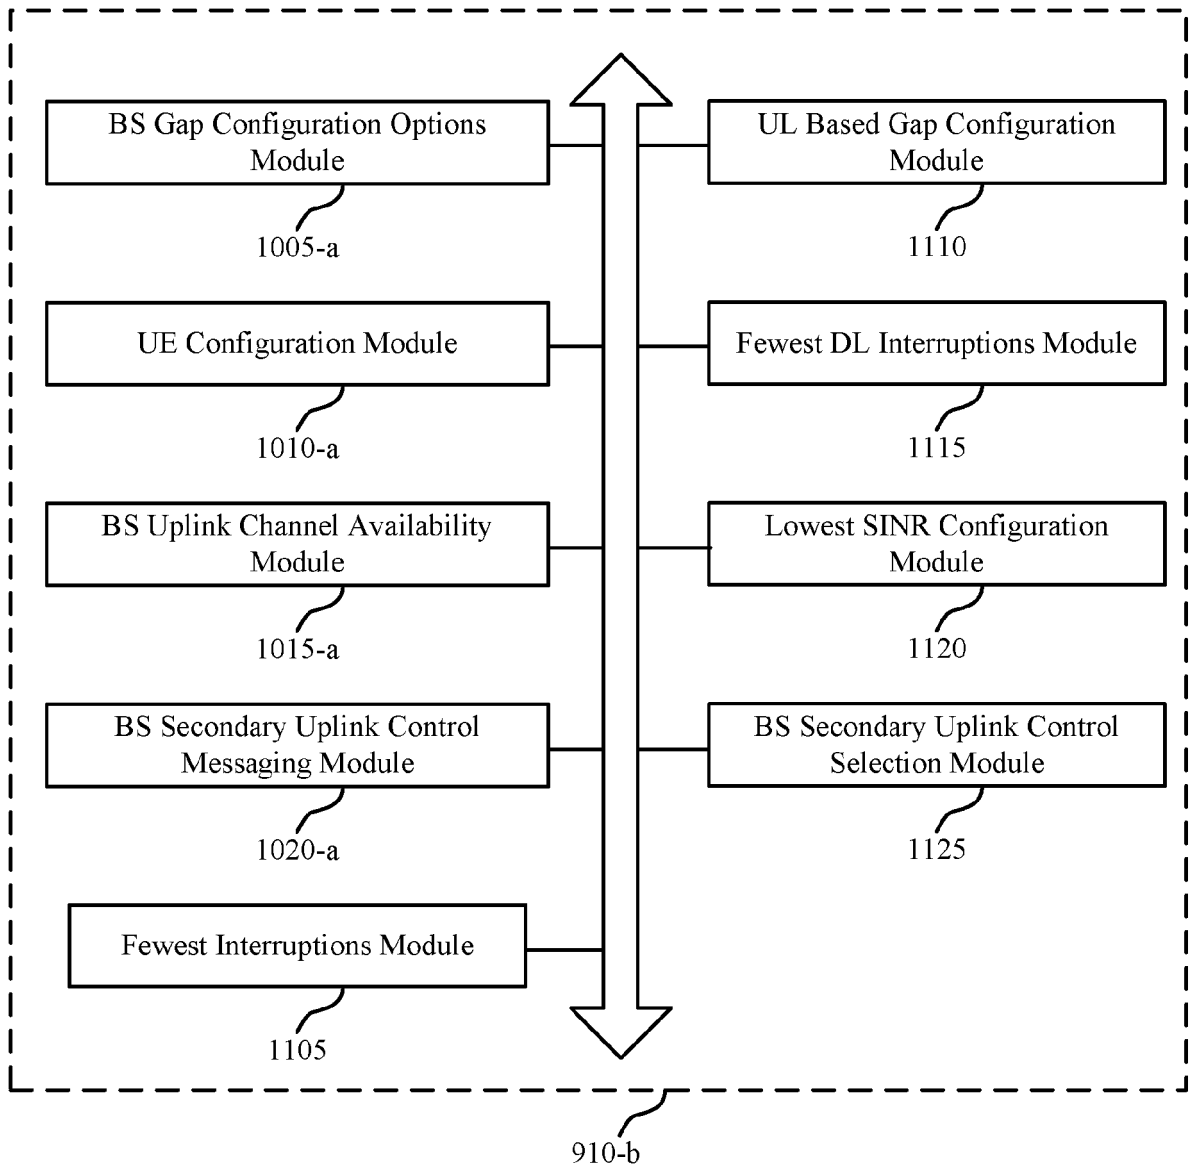 BS Gap Configuration Options
Module
1005-a
UL Based Gap Configuration
Module
1110
UE Configuration Module
1010-a
Fewest DL Interruptions Module
1115
BS Uplink Channel Availability
Module
1015-a
Lowest SINR Configuration
Module
1120
BS Secondary Uplink Control
Messaging Module
1020-a
BS Secondary Uplink Control
Selection Module
1125
Fewest Interruptions Module
1105
910-b